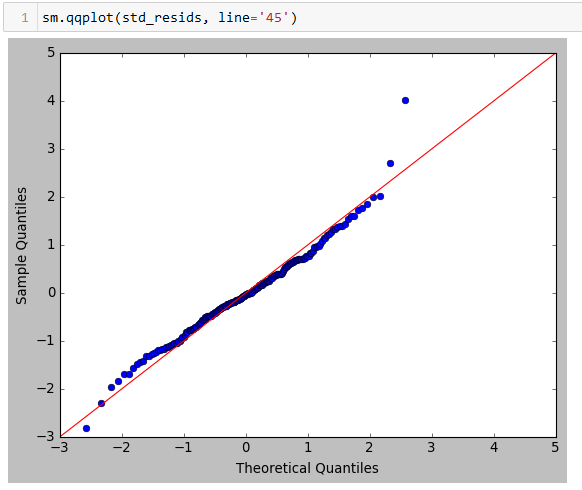 1 sm.qqplot(std_resids, line='45')
5
4
3
2
1
0
−1
−2
−3
Sample Quantiles
−3 −2 −1 0 1 2 3 4 5
Theoretical Quantiles